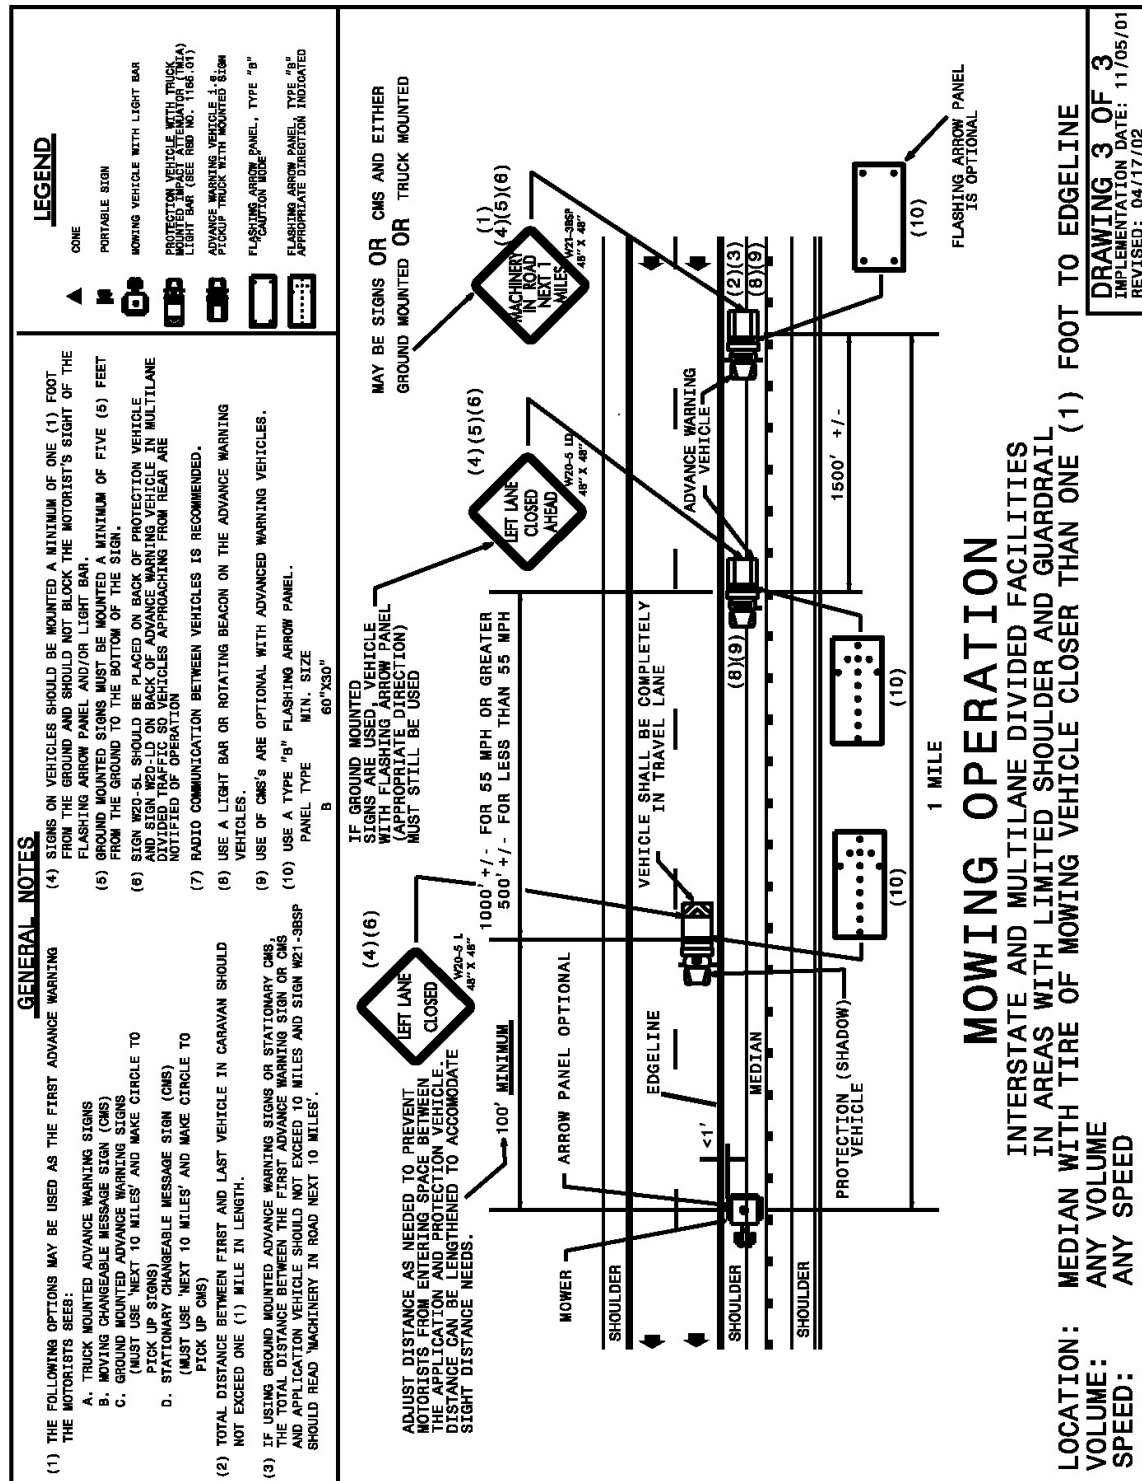 GENERAL NOTES
(1) THE FOLLOWING OPTIONS MAY BE USED AS THE FIRST ADVANCE WARNING
THE MOTORISTS SEES:
A. TRUCK MOUNTED ADVANCE WARNING SIGNS
B. MOVING CHANGEABLE MESSAGE SIGN (CMS)
C. GROUND MOUNTED ADVANCE WARNING SIGNS
(MUST USE 'NEXT 10 MILES' AND MAKE CIRCLE TO
PICK UP SIGNS)
D. STATIONARY CHANGEABLE MESSAGE SIGN (CMS)
(MUST USE 'NEXT 10 MILES' AND MAKE CIRCLE TO
PICK UP CMS)
(2) TOTAL DISTANCE BETWEEN FIRST AND LAST VEHICLE IN CARAVAN SHOULD
NOT EXCEED ONE (1) MILE IN LENGTH.
(3) IF USING GROUND MOUNTED ADVANCE WARNING SIGNS OR STATIONARY CMS,
THE TOTAL DISTANCE BETWEEN THE FIRST ADVANCE WARNING SIGN OR CMS
AND APPLICATION VEHICLE SHOULD NOT EXCEED 10 MILES AND SIGN W21-3BSP
SHOULD READ 'MACHINERY IN ROAD NEXT 10 MILES'.
(4) SIGNS ON VEHICLES SHOULD BE MOUNTED A MINIMUM OF ONE (1) FOOT
FROM THE GROUND AND SHOULD NOT BLOCK THE MOTORIST'S SIGHT OF THE
FLASHING ARROW PANEL AND/OR LIGHT BAR.
(5) GROUND MOUNTED SIGNS MUST BE MOUNTED A MINIMUM OF FIVE (5) FEET
FROM THE GROUND TO THE BOTTOM OF THE SIGN.
(6) SIGN W20-5L SHOULD BE PLACED ON BACK OF PROTECTION VEHICLE
AND SIGN W20-LD ON BACK OF ADVANCE WARNING VEHICLE IN MULTILANE
DIVIDED TRAFFIC SO VEHICLES APPROACHING FROM REAR ARE
NOTIFIED OF OPERATION
(7) RADIO COMMUNICATION BETWEEN VEHICLES IS RECOMMENDED.
(8) USE A LIGHT BAR OR ROTATING BEACON ON THE ADVANCE WARNING
VEHICLES.
(9) USE OF CMS's ARE OPTIONAL WITH ADVANCED WARNING VEHICLES.
(10) USE A TYPE "B" FLASHING ARROW PANEL.
PANEL TYPE MIN. SIZE
B 60"X30"
LEGEND
CONE
PORTABLE SIGN
MOWING VEHICLE WITH LIGHT BAR
PROTECTION VEHICLE WITH TRUCK
MOUNTED IMPACT ATTENUATOR (TMIA)
LIGHT BAR (SEE RSD NO. 1165.01)
ADVANCE WARNING VEHICLE i.e.
PICKUP TRUCK WITH MOUNTED SIGN
FLASHING ARROW PANEL, TYPE "B"
"CAUTION MODE"
FLASHING ARROW PANEL, TYPE "B"
APPROPRIATE DIRECTION INDICATED
ADJUST DISTANCE AS NEEDED TO PREVENT
MOTORISTS FROM ENTERING SPACE BETWEEN
THE APPLICATION AND PROTECTION VEHICLE.
DISTANCE CAN BE LENGTHENED TO ACCOMODATE
SIGHT DISTANCE NEEDS.
LEFT LANE
CLOSED
(4)(6)
W20-5 L
48" X 48"
IF GROUND MOUNTED
SIGNS ARE USED, VEHICLE
WITH FLASHING ARROW PANEL
(APPROPRIATE DIRECTION)
MUST STILL BE USED
LEFT LANE
CLOSED
AHEAD
(4)(5)(6)
W20-5 LD
48" X 48"
MAY BE SIGNS OR CMS AND EITHER
GROUND MOUNTED OR TRUCK MOUNTED
MACHINERY
IN ROAD
NEXT 1
MILES
(1)
(4)(5)(6)
W21-3BSP
48" X 48"
100' MINIMUM
1000' +/- FOR 55 MPH OR GREATER
500' +/- FOR LESS THAN 55 MPH
MOWER
ARROW PANEL OPTIONAL
EDGELINE
VEHICLE SHALL BE COMPLETELY
IN TRAVEL LANE
ADVANCE WARNING
VEHICLE
SHOULDER
SHOULDER
<1'
MEDIAN
(8)(9)
(2)(3)
(8)(9)
SHOULDER
PROTECTION (SHADOW)
VEHICLE
(10)
(10)
1500' +/-
(10)
FLASHING ARROW PANEL
IS OPTIONAL
1 MILE
MOWING OPERATION
INTERSTATE AND MULTILANE DIVIDED FACILITIES
IN AREAS WITH LIMITED SHOULDER AND GUARDRAIL
LOCATION: MEDIAN WITH TIRE OF MOWING VEHICLE CLOSER THAN ONE (1) FOOT TO EDGELINE
VOLUME: ANY VOLUME
SPEED: ANY SPEED
DRAWING 3 OF 3
IMPLEMENTATION DATE: 11/05/01
REVISED: 04/17/02